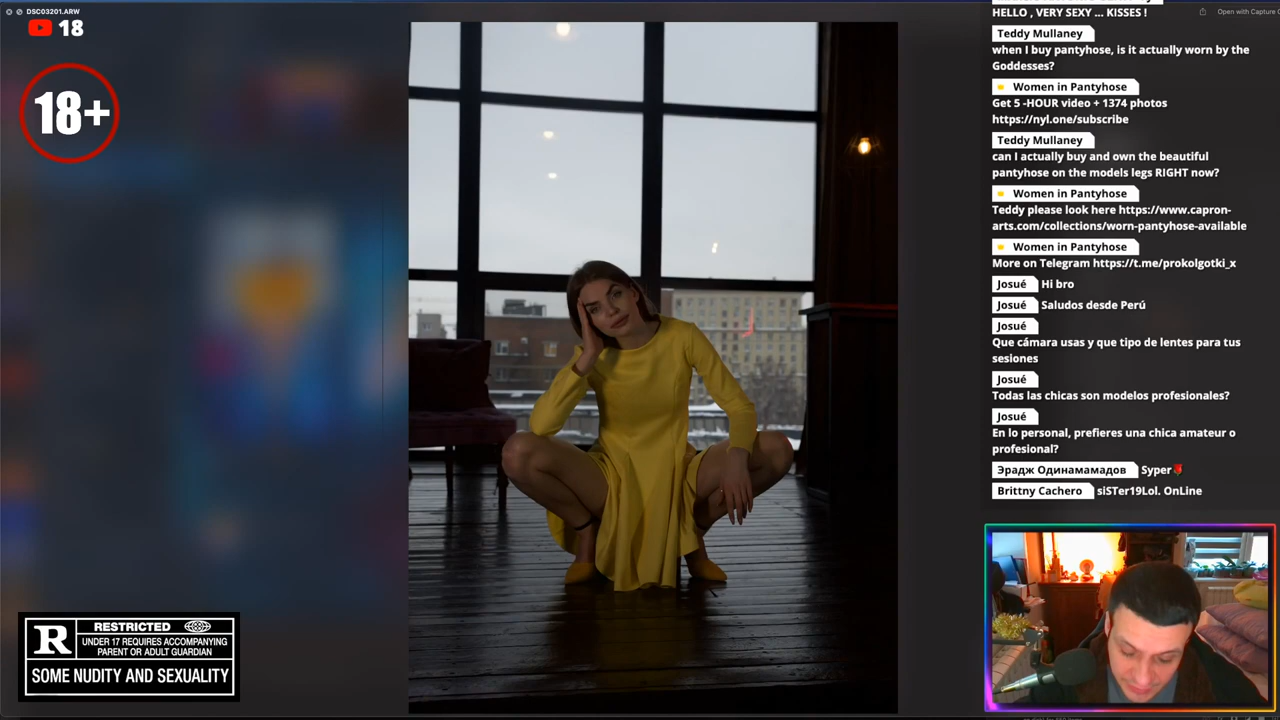 DSC03201.ARW
Open with Capture
18
18+
R
RESTRICTED
UNDER 17 REQUIRES ACCOMPANYING
PARENT OR ADULT GUARDIAN
SOME NUDITY AND SEXUALITY
HELLO , VERY SEXY ... KISSES !
Teddy Mullaney
when I buy pantyhose, is it actually worn by the
Goddesses?
Women in Pantyhose
Get 5 -HOUR video + 1374 photos
https://nyl.one/subscribe
Teddy Mullaney
can I actually buy and own the beautiful
pantyhose on the models legs RIGHT now?
Women in Pantyhose
Teddy please look here https://www.capron-
arts.com/collections/worn-pantyhose-available
Women in Pantyhose
More on Telegram https://t.me/prokolgotki_x
Josué Hi bro
Josué Saludos desde Perú
Josué
Que cámara usas y que tipo de lentes para tus
sesiones
Josué
Todas las chicas son modelos profesionales?
Josué
En lo personal, prefieres una chica amateur o
profesional?
Эрадж Одинамамадов Syper
Brittny Cachero siSTer19Lol. OnLine